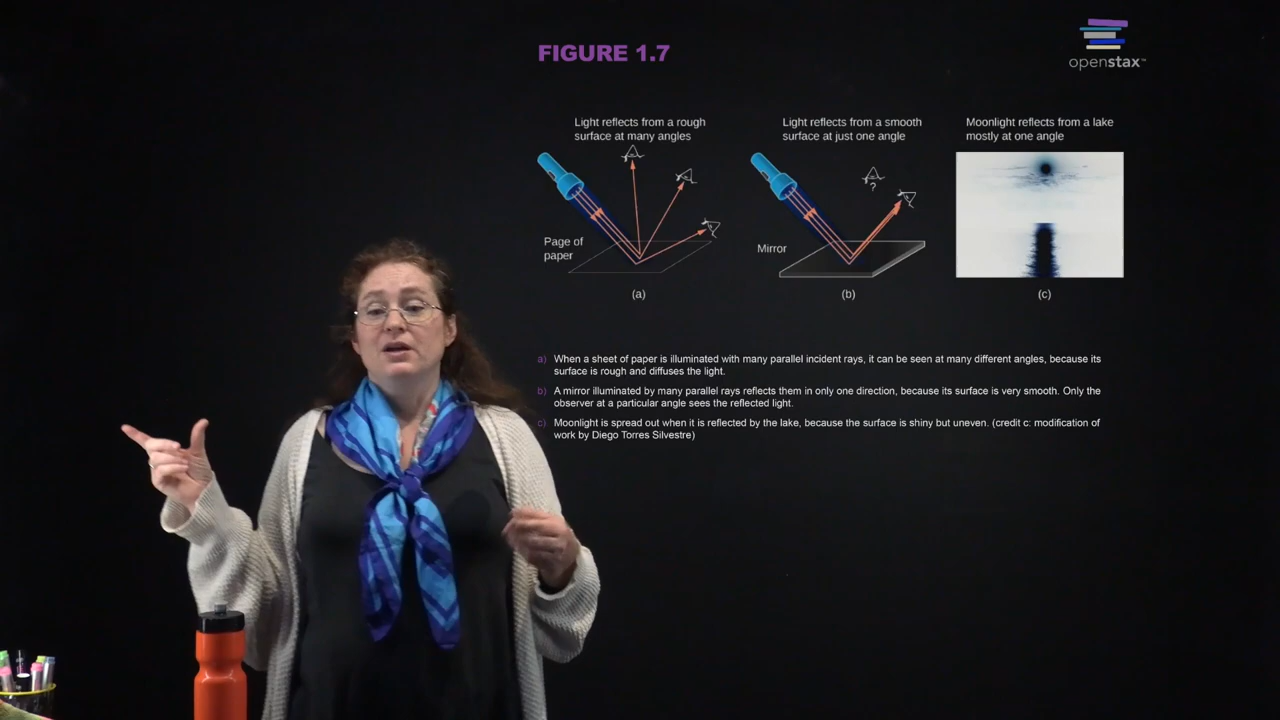 FIGURE 1.7
openstax™
Light reflects from a rough
surface at many angles
Light reflects from a smooth
surface at just one angle
Moonlight reflects from a lake
mostly at one angle
?
Page of
paper
Mirror
(a)
(b)
(c)
a) When a sheet of paper is illuminated with many parallel incident rays, it can be seen at many different angles, because its
surface is rough and diffuses the light.
b) A mirror illuminated by many parallel rays reflects them in only one direction, because its surface is very smooth. Only the
observer at a particular angle sees the reflected light.
c) Moonlight is spread out when it is reflected by the lake, because the surface is shiny but uneven. (credit c: modification of
work by Diego Torres Silvestre)